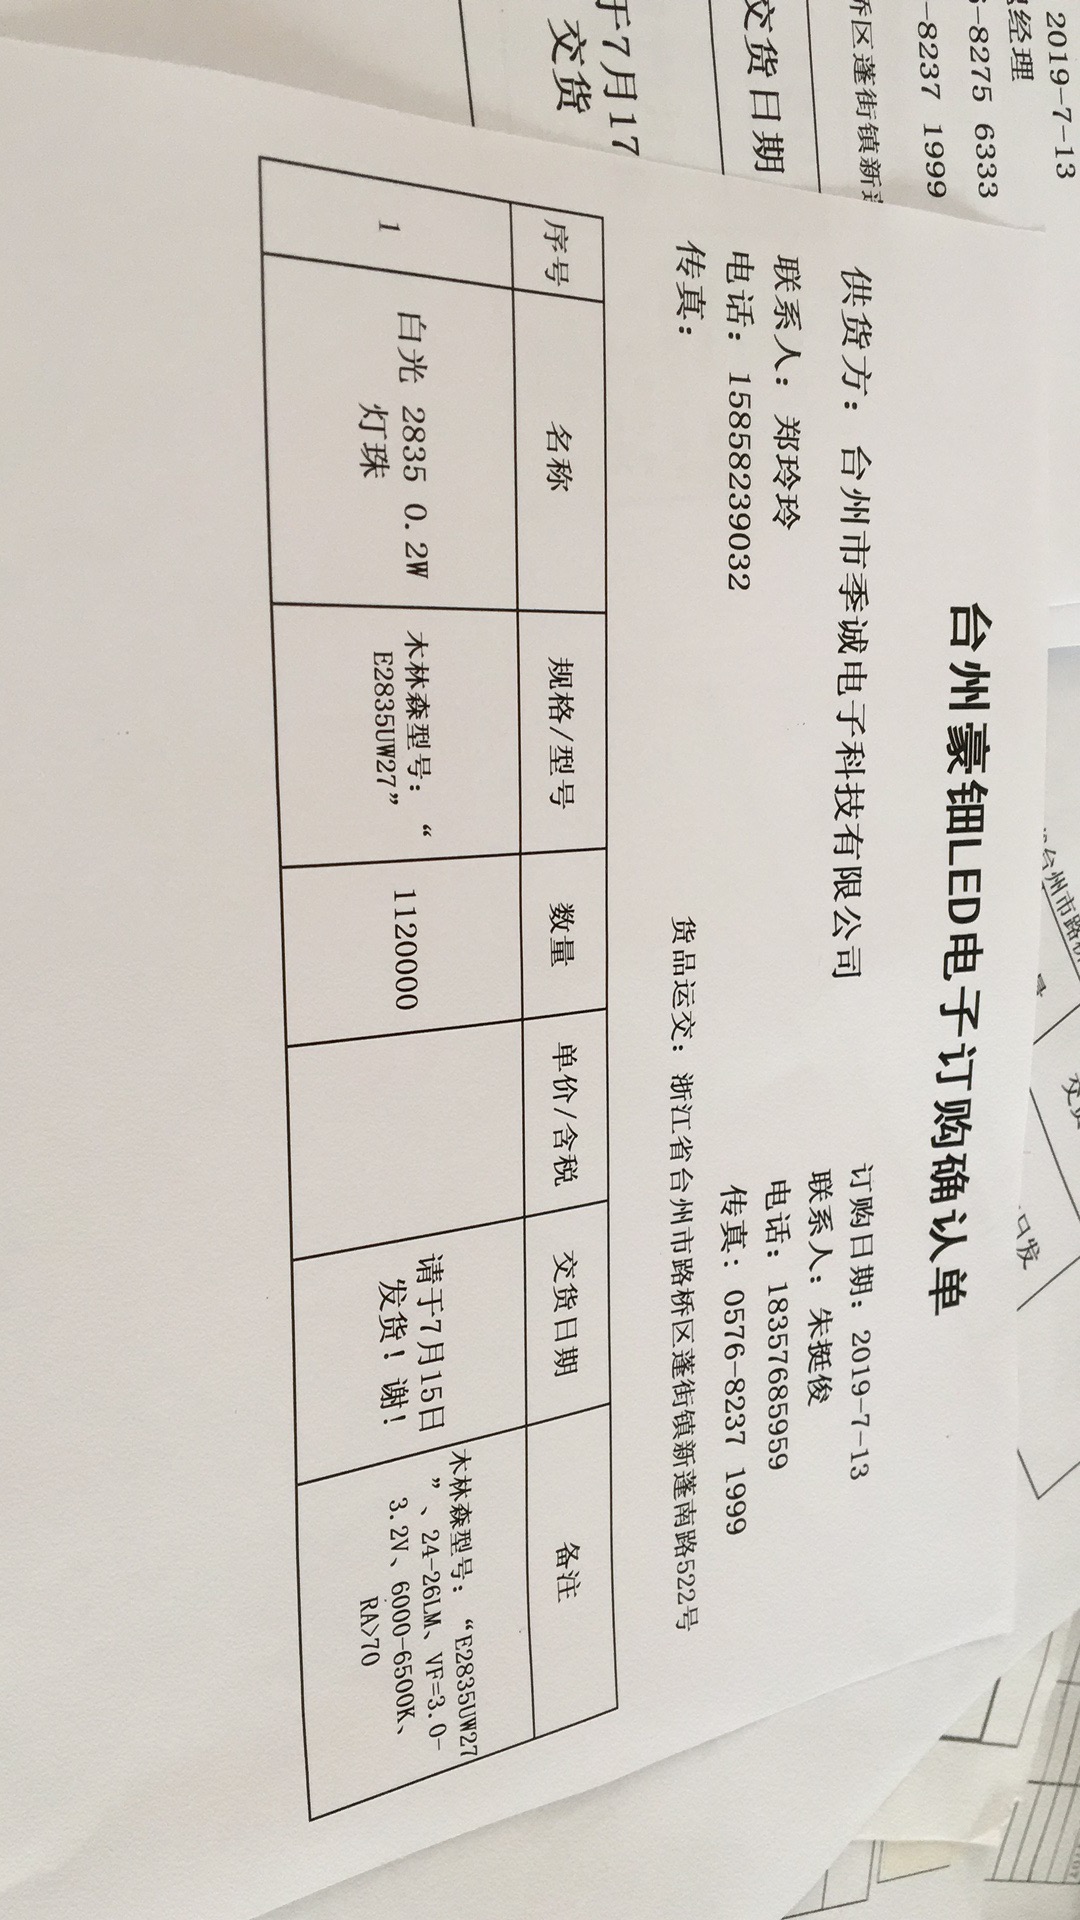 台州豪钿LED电子订购确认单
供货方： 台州市季诚电子科技有限公司
订购日期：2019-7-13
联系人：郑玲玲
联系人：朱挺俊
电话：15858239032
电话：18357685959
传真：
传真：0576-8237 1999
货品运交：浙江省台州市路桥区蓬街镇新蓬南路522号
序号 名称 规格/型号 数量 单价/含税 交货日期 备注
1
白光 2835 0.2W
灯珠
木林森型号：“
E2835UW27”
1120000
请于7月15日
发货！谢！
木林森型号：“E2835UW27
”、24-26LM、VF=3.0-
3.2V、6000-6500K、
RA>70
2019-7-13
经理
-8275 6333
-8237 1999
桥区蓬街镇新
交货日期
于7月17
交货
台州市路桥